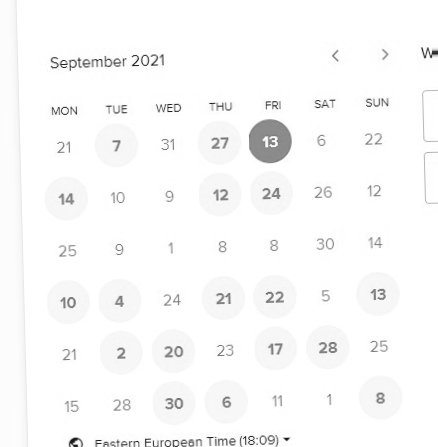 September 2021 < >
MON TUE WED THU FRI SAT SUN
21 7 31 27 13 6 22
14 10 9 12 24 26 12
25 9 1 8 8 30 14
10 4 24 21 22 5 13
21 2 20 23 17 28 25
15 28 30 6 11 1 8
Eastern European Time (18:09)